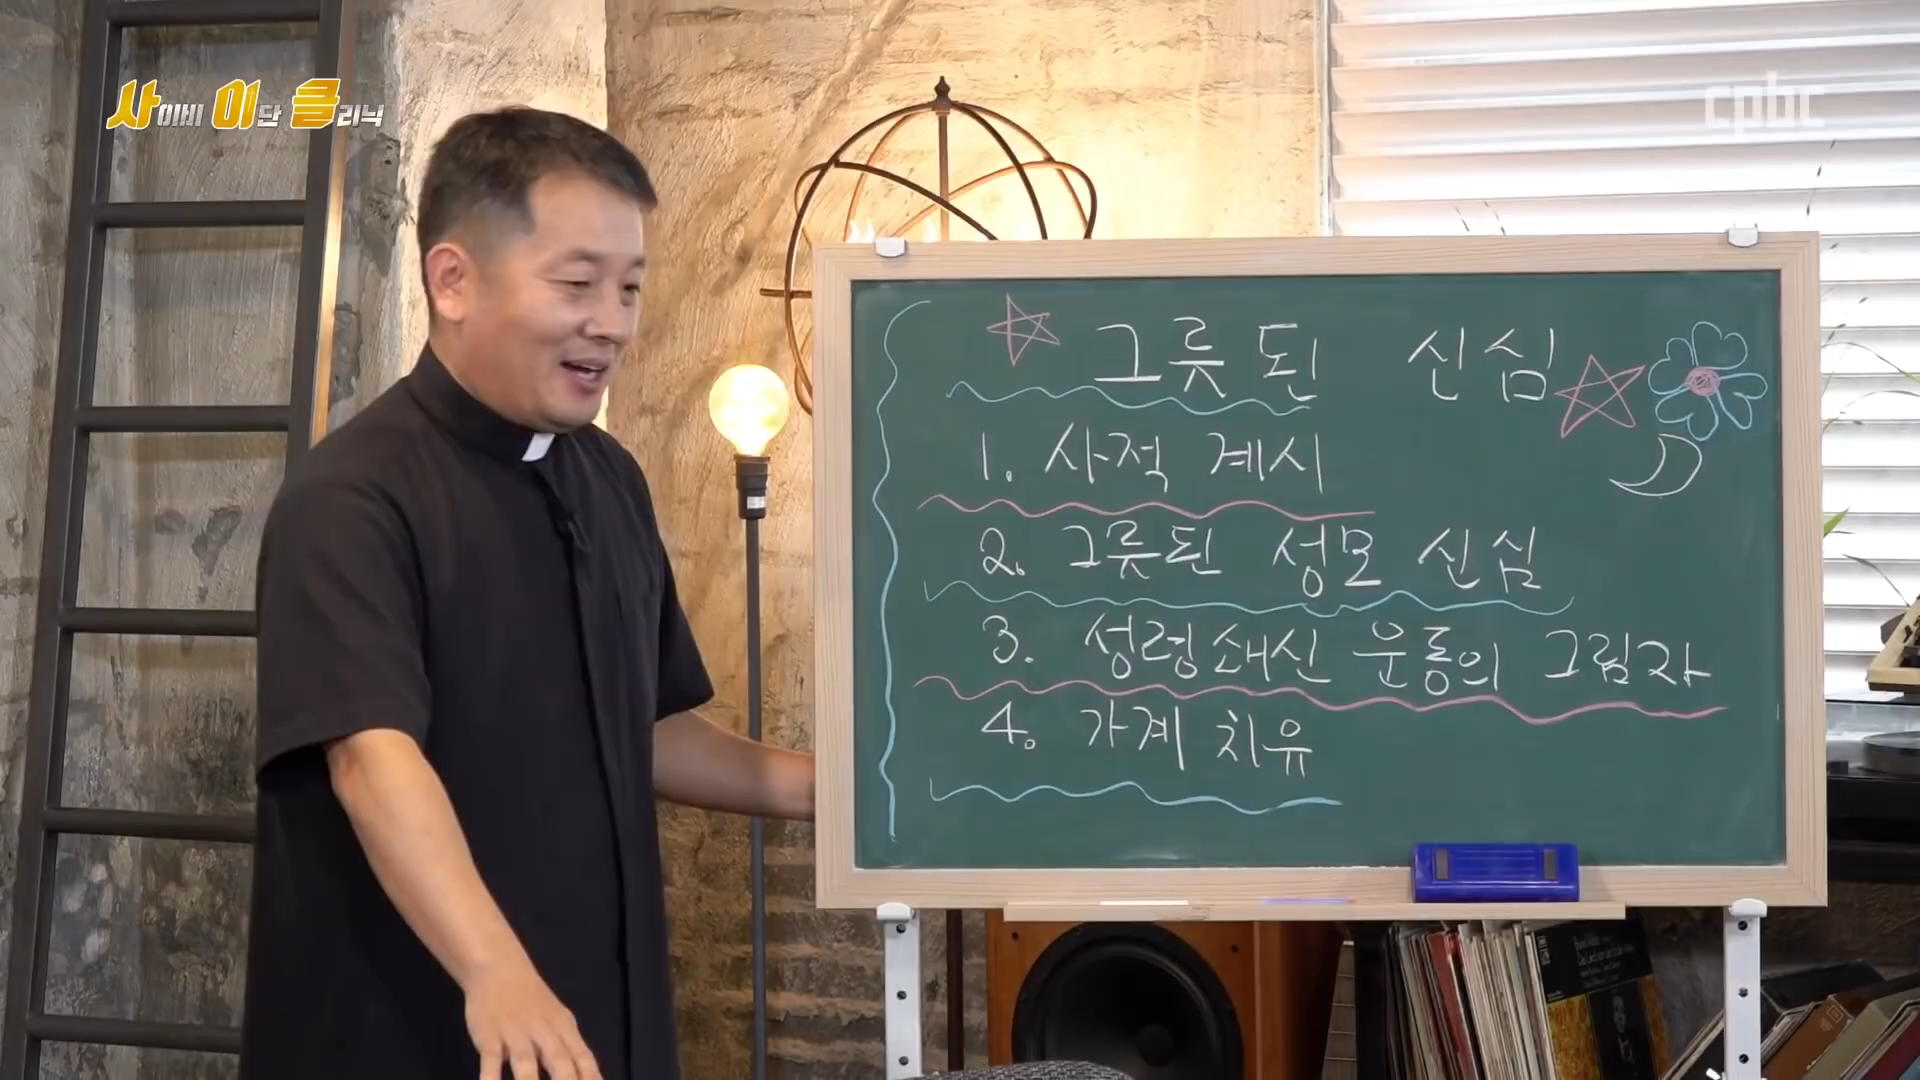 사이비 이단 클리닉
cpbc
그릇된 신심
1. 사적 계시
2. 그릇된 성모 신심
3. 성령쇄신 운동의 그림자
4. 가계 치유